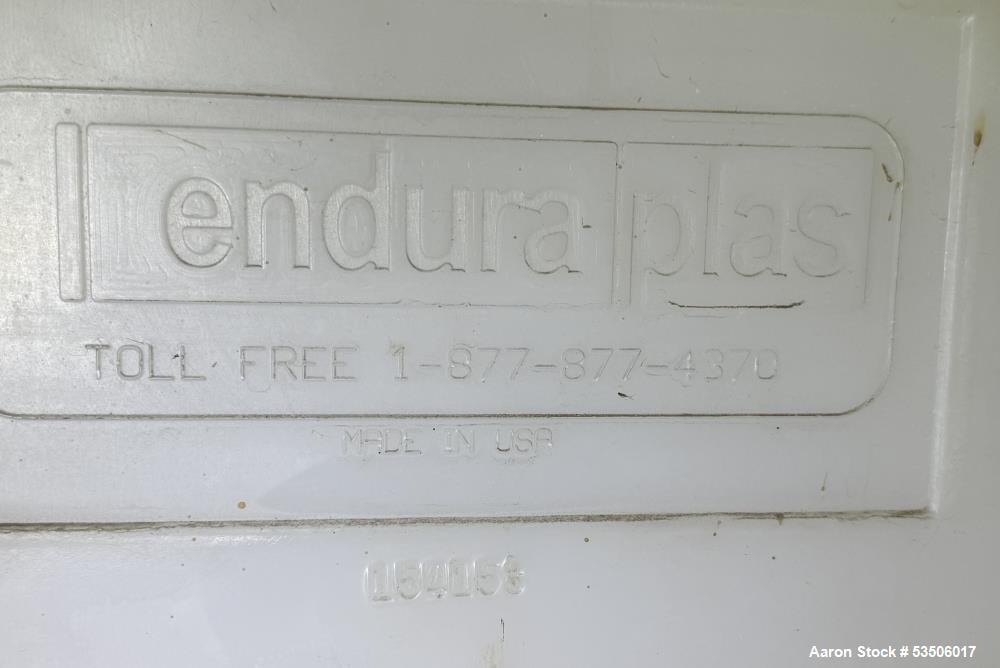 endura plas
TOLL FREE 1-877-877-4370
MADE IN USA
Aaron Stock # 53506017